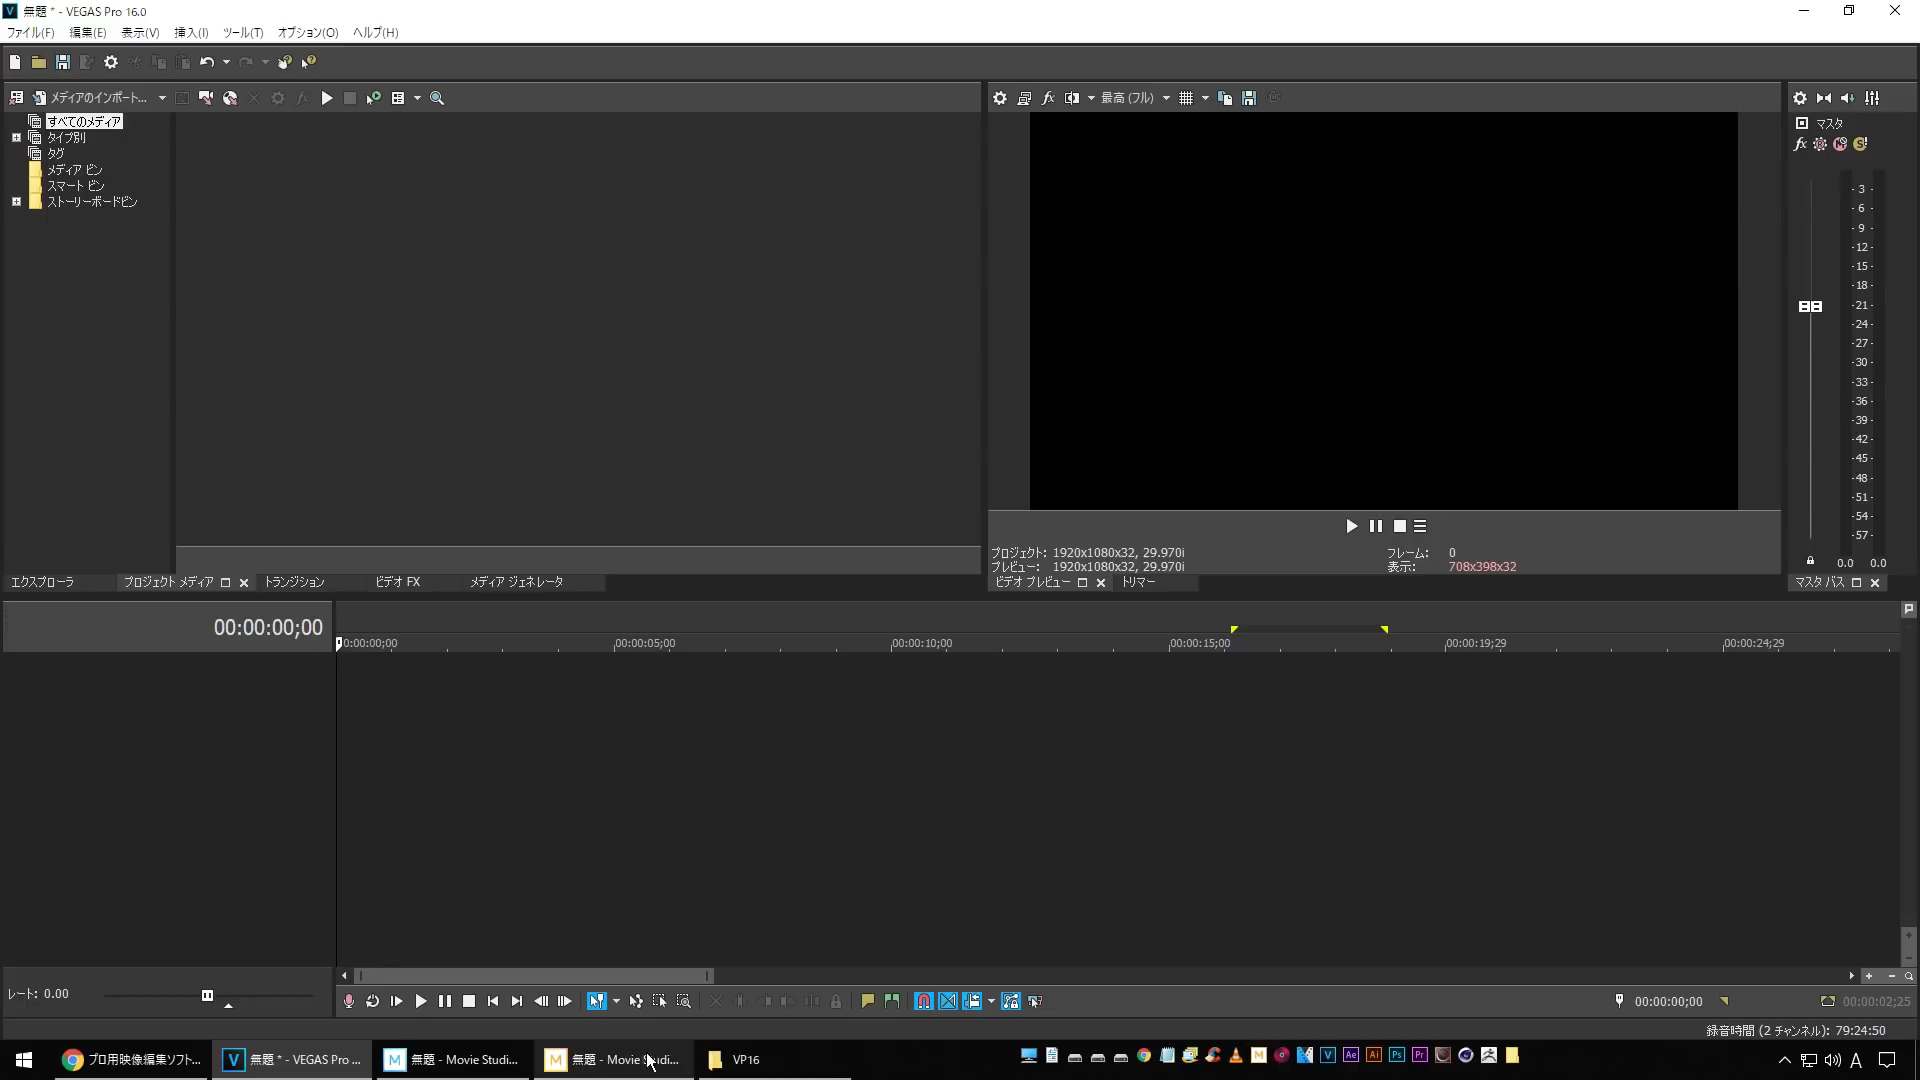 無題 * - VEGAS Pro 16.0
ファイル(F) 編集(E) 表示(V) 挿入(I) ツール(T) オプション(O) ヘルプ(H)
メディアのインポート...
最高 (フル)
すべてのメディア
タイプ別
タグ
メディア ビン
スマート ビン
ストーリーボードビン
マスタ
- 3 -
- 6 -
- 9 -
-12 -
-15 -
-18 -
-21 -
-24 -
-27 -
-30 -
-33 -
-36 -
-39 -
-42 -
-45 -
-48 -
-51 -
-54 -
-57 -
0.0 0.0
プロジェクト: 1920x1080x32, 29.970i フレーム: 0
プレビュー: 1920x1080x32, 29.970i 表示: 708x398x32
エクスプローラ プロジェクト メディア トランジション ビデオ FX メディア ジェネレータ ビデオ プレビュー トリマー マスタ バス
00:00:00;00
0:00:00;00 00:00:05;00 00:00:10;00 00:00:15;00 00:00:19;29 00:00:24;29
レート: 0.00
00:00:00;00 00:00:02;25
録音時間 (2 チャンネル): 79:24:50
プロ用映像編集ソフト... 無題 * - VEGAS Pro ... 無題 - Movie Studi... 無題 - Movie Studi... VP16 A